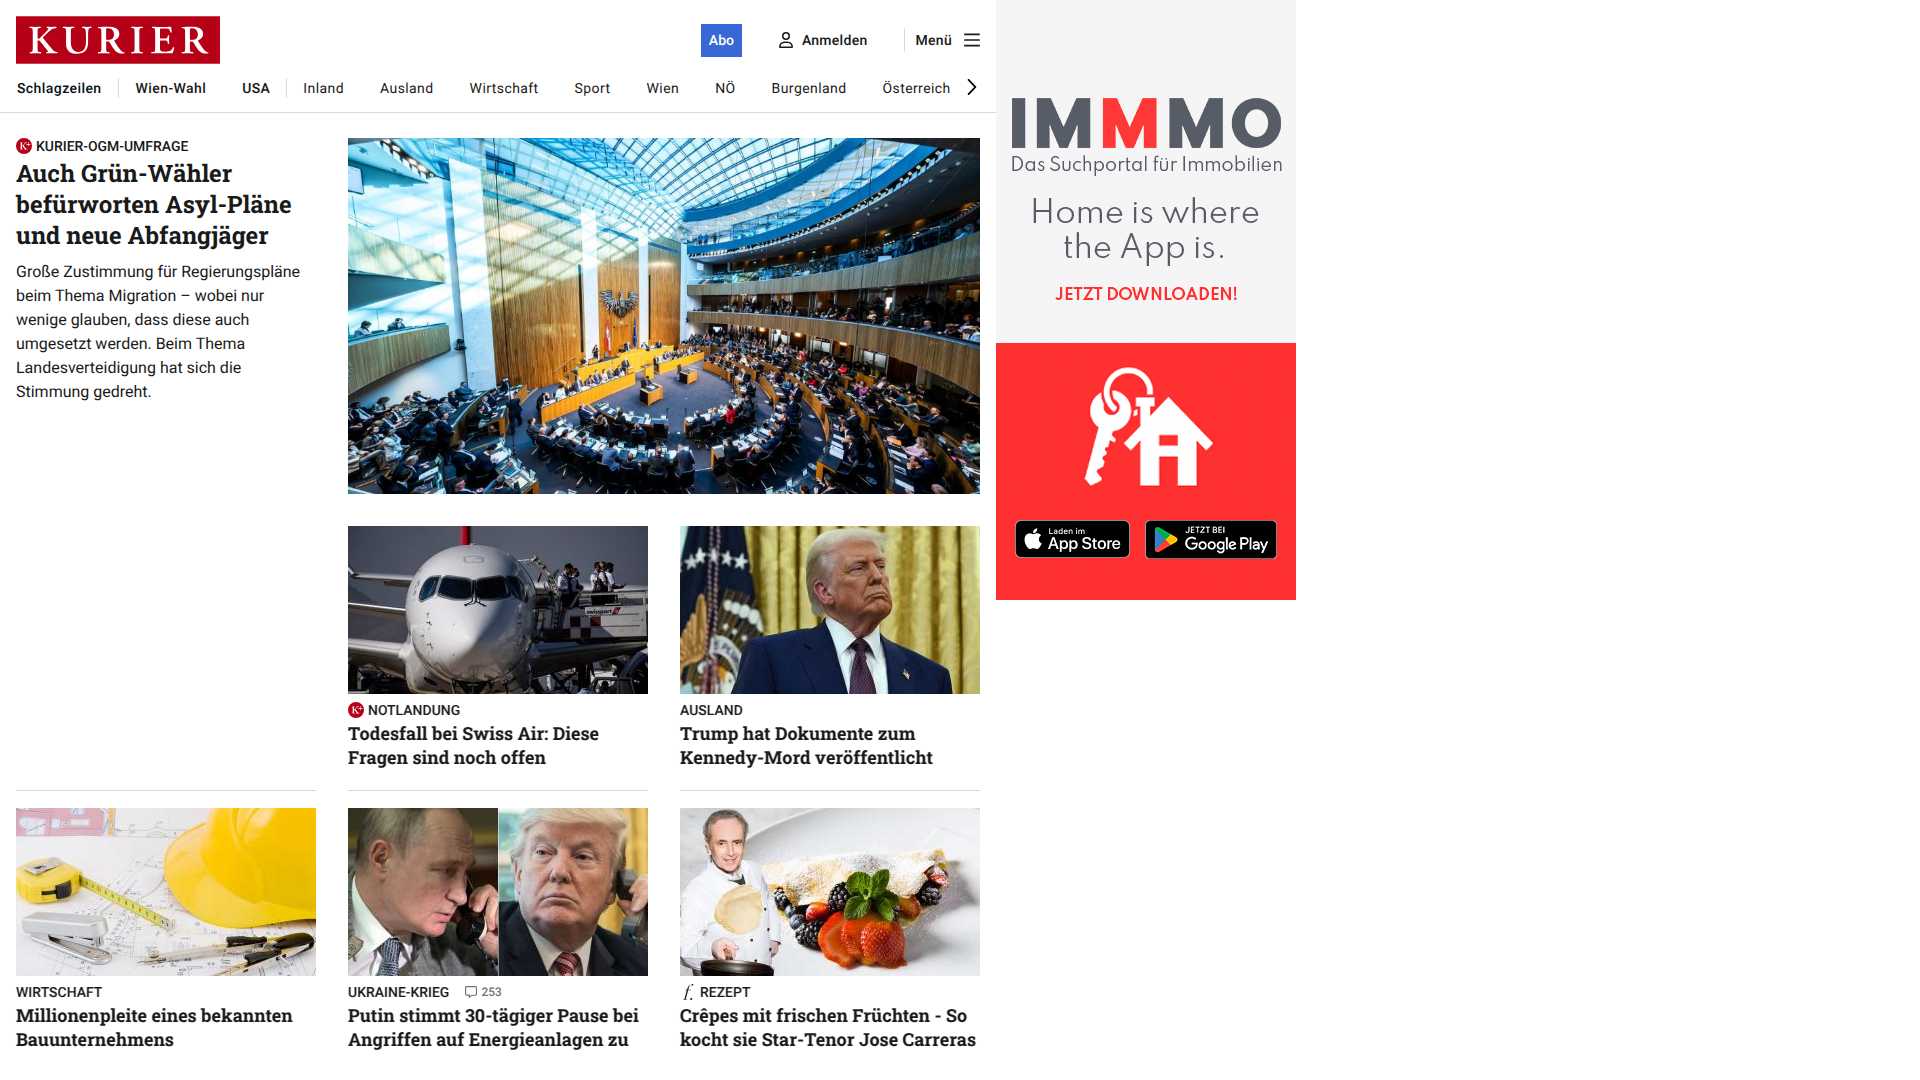 KURIER
Abo
Anmelden
Menü
Schlagzeilen
Wien-Wahl
USA
Inland
Ausland
Wirtschaft
Sport
Wien
NÖ
Burgenland
Österreich
K+ KURIER-OGM-UMFRAGE
Auch Grün-Wähler
befürworten Asyl-Pläne
und neue Abfangjäger
Große Zustimmung für Regierungspläne
beim Thema Migration – wobei nur
wenige glauben, dass diese auch
umgesetzt werden. Beim Thema
Landesverteidigung hat sich die
Stimmung gedreht.
swissport
K+ NOTLANDUNG
Todesfall bei Swiss Air: Diese
Fragen sind noch offen
AUSLAND
Trump hat Dokumente zum
Kennedy-Mord veröffentlicht
WIRTSCHAFT
Millionenpleite eines bekannten
Bauunternehmens
UKRAINE-KRIEG 253
Putin stimmt 30-tägiger Pause bei
Angriffen auf Energieanlagen zu
f. REZEPT
Crêpes mit frischen Früchten - So
kocht sie Star-Tenor Jose Carreras
IMMMO
Das Suchportal für Immobilien
Home is where
the App is.
JETZT DOWNLOADEN!
Laden im
App Store
JETZT BEI
Google Play